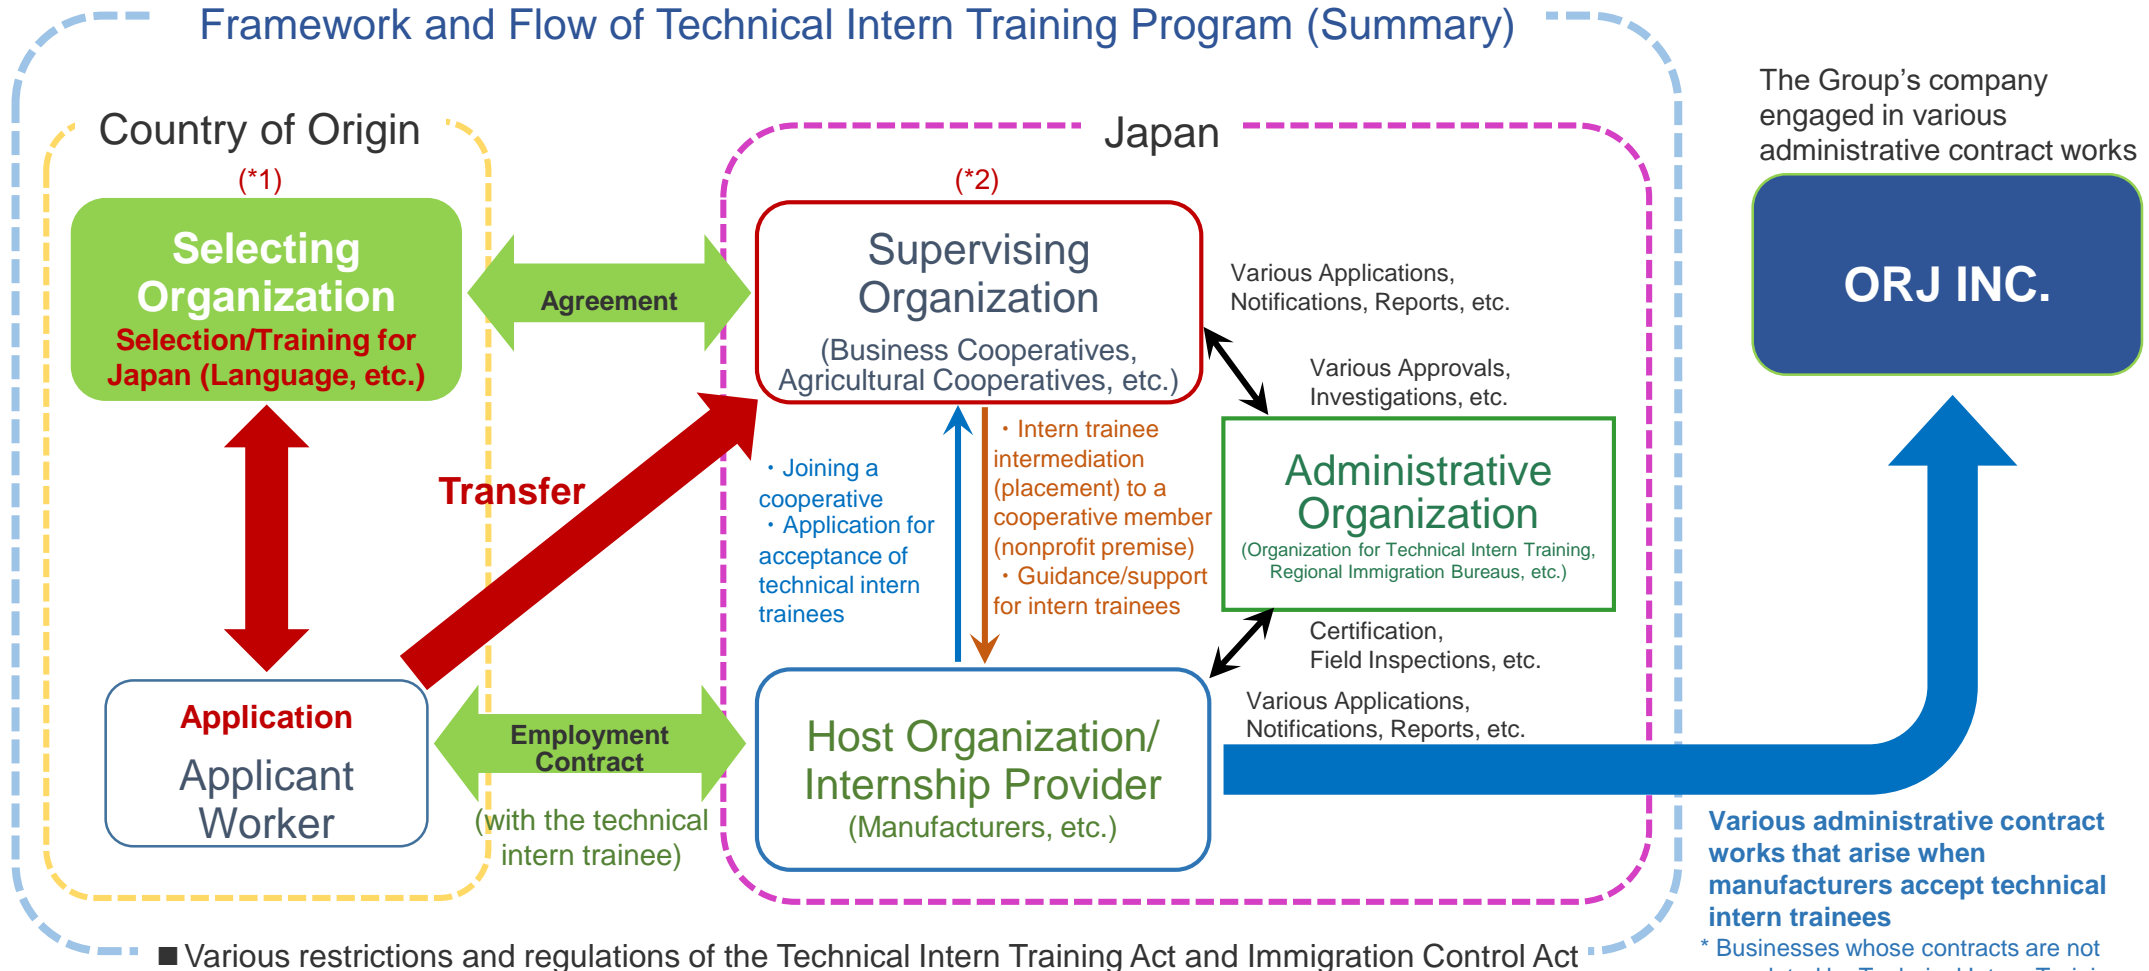 Framework and Flow of Technical Intern Training Program (Summary)
The Group's company
engaged in various
administrative contract works
ORJ INC.
Country of Origin
(*1)
Selecting
Organization
Selection/Training for
Japan (Language, etc.)
Agreement
Japan
(*2)
Supervising
Organization
(Business Cooperatives,
Agricultural Cooperatives, etc.)
Various Applications,
Notifications, Reports, etc.
Various Approvals,
Investigations, etc.
Transfer
・Joining a
cooperative
・Application for
acceptance of
technical intern
trainees
・Intern trainee
intermediation
(placement) to a
cooperative member
(nonprofit premise)
・Guidance/support
for intern trainees
Administrative
Organization
(Organization for Technical Intern Training,
Regional Immigration Bureaus, etc.)
Certification,
Field Inspections, etc.
Various Applications,
Notifications, Reports, etc.
Application
Applicant
Worker
Employment
Contract
(with the technical
intern trainee)
Host Organization/
Internship Provider
(Manufacturers, etc.)
Various administrative contract
works that arise when
manufacturers accept technical
intern trainees
* Businesses whose contracts are not
■ Various restrictions and regulations of the Technical Intern Training Act and Immigration Control Act